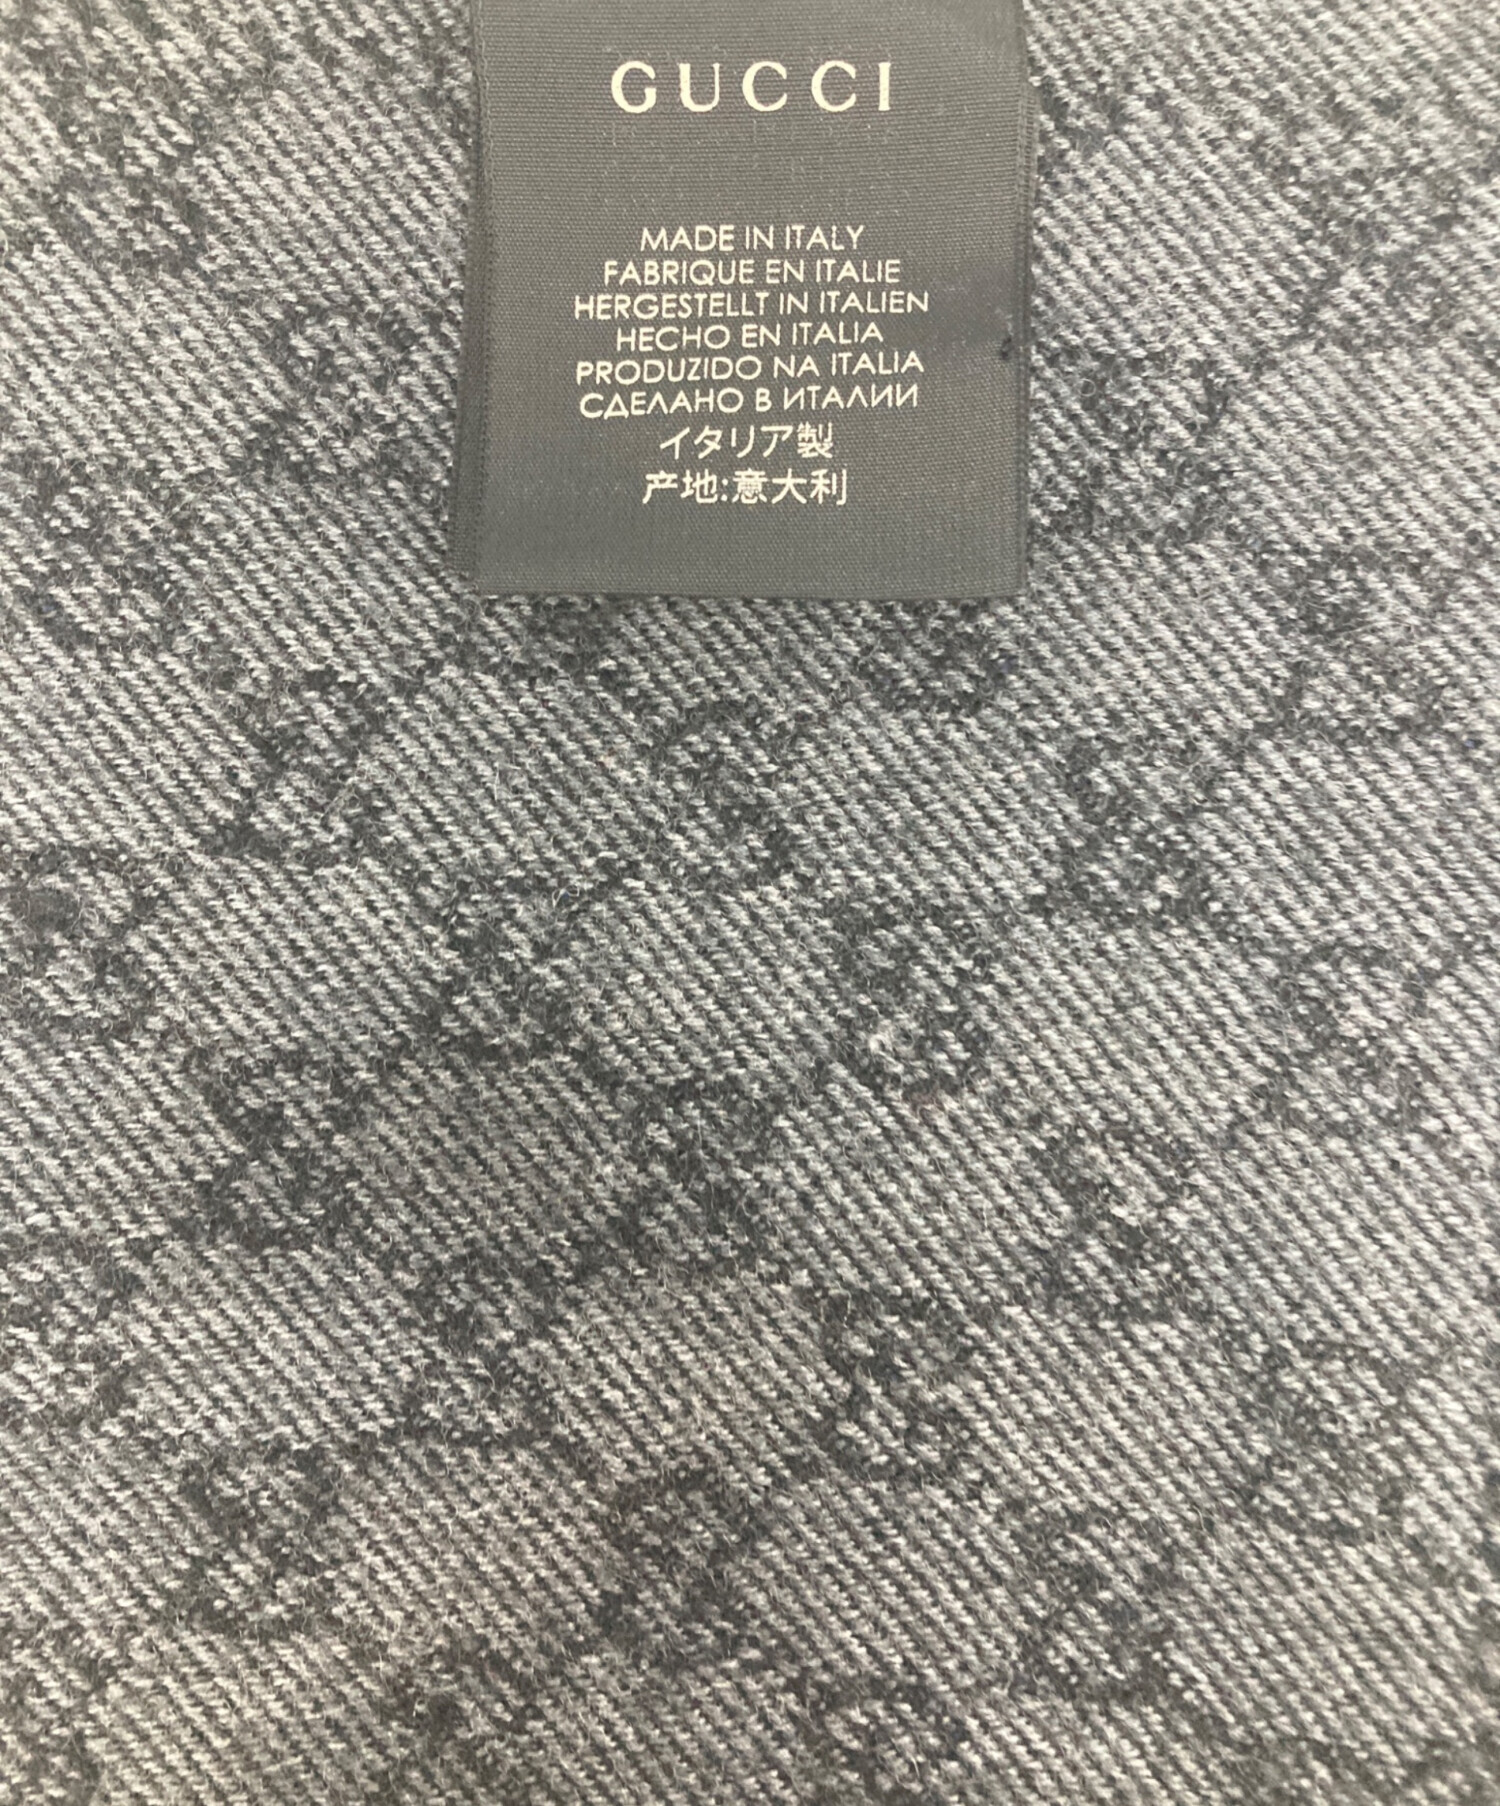 GUCCI
MADE IN ITALY
FABRIQUE EN ITALIE
HERGESTELLT IN ITALIEN
HECHO EN ITALIA
PRODUZIDO NA ITALIA
СДЕЛАНО В ИТАЛИИ
イタリア製
产地:意大利